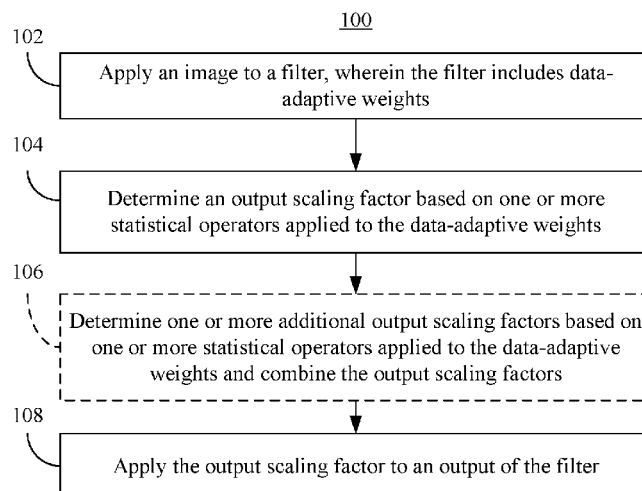 100
102
Apply an image to a filter, wherein the filter includes data-
adaptive weights
104
Determine an output scaling factor based on one or more
statistical operators applied to the data-adaptive weights
106
Determine one or more additional output scaling factors based on
one or more statistical operators applied to the data-adaptive
weights and combine the output scaling factors
108
Apply the output scaling factor to an output of the filter